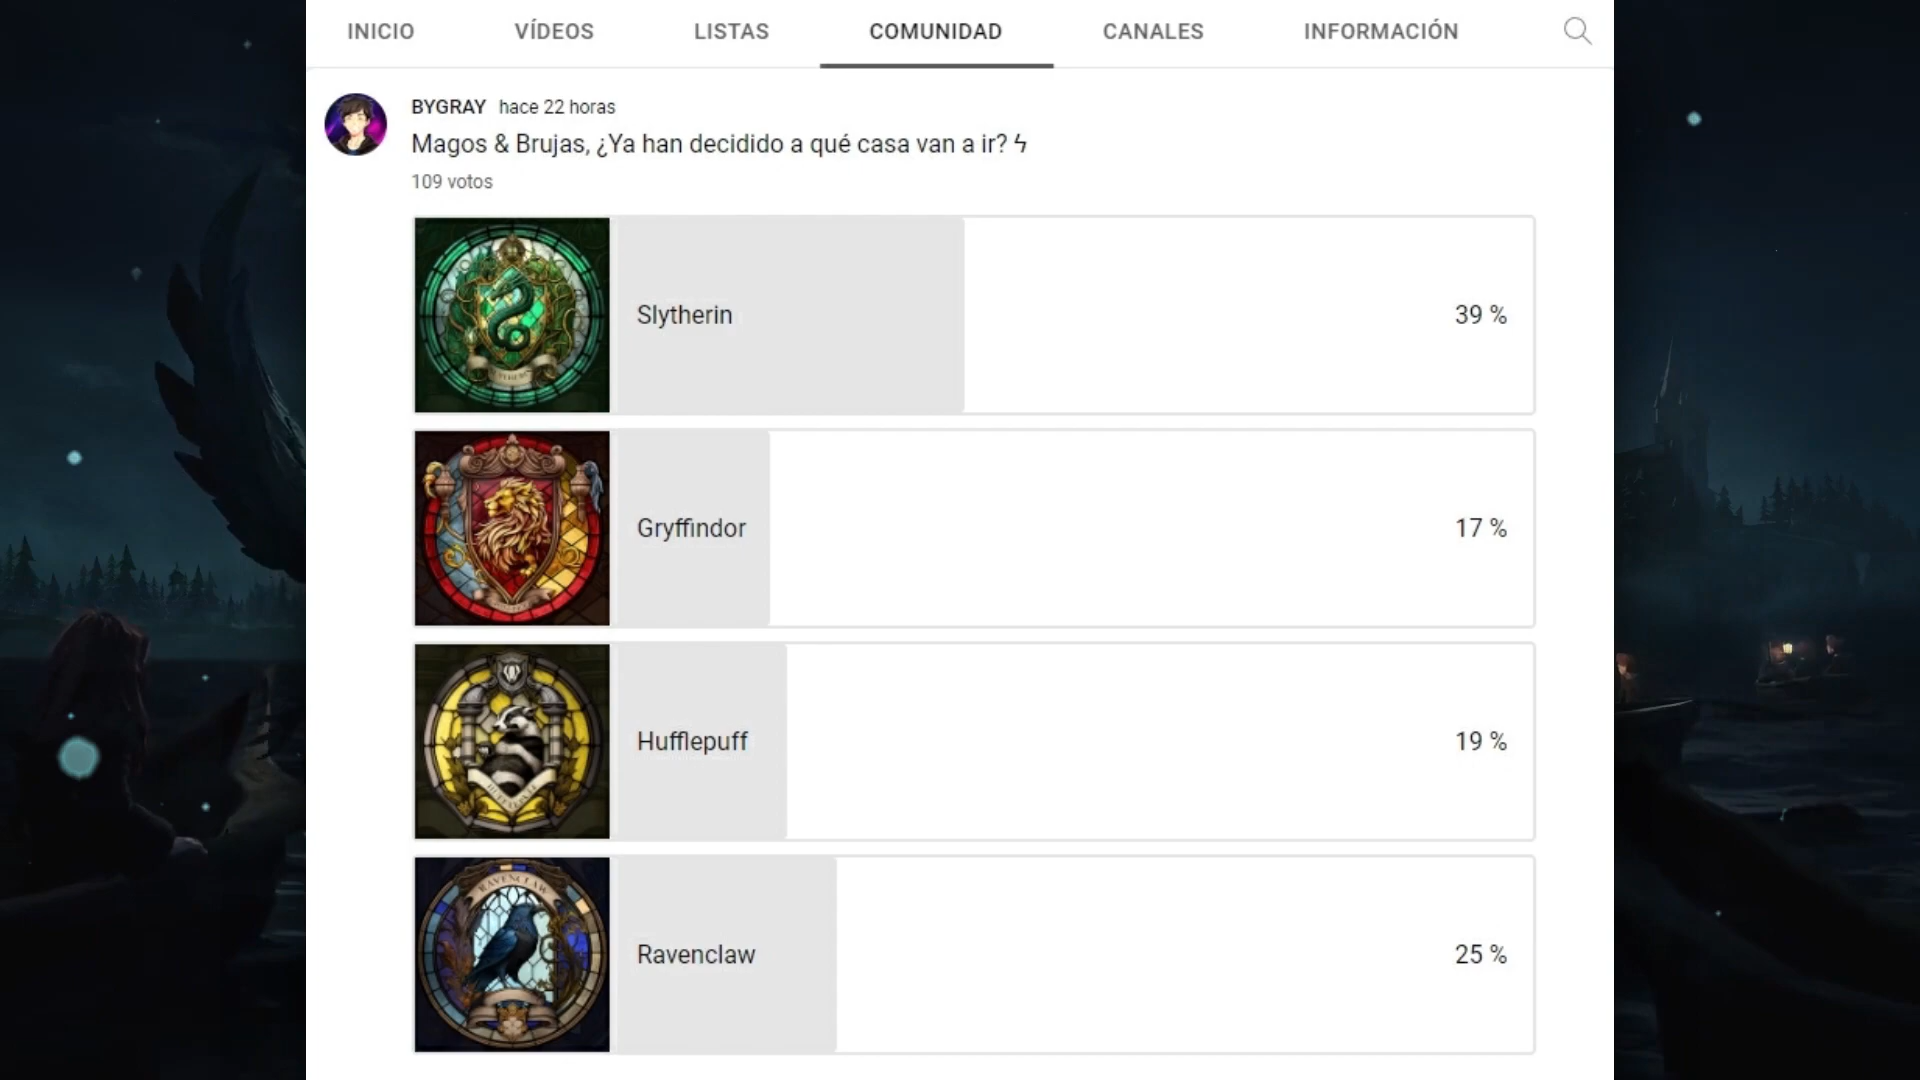 INICIO VÍDEOS LISTAS COMUNIDAD CANALES INFORMACIÓN
BYGRAY hace 22 horas
Magos & Brujas, ¿Ya han decidido a qué casa van a ir? ϟ
109 votos
Slytherin 39 %
Gryffindor 17 %
Hufflepuff 19 %
RAVENCLAW
Ravenclaw 25 %